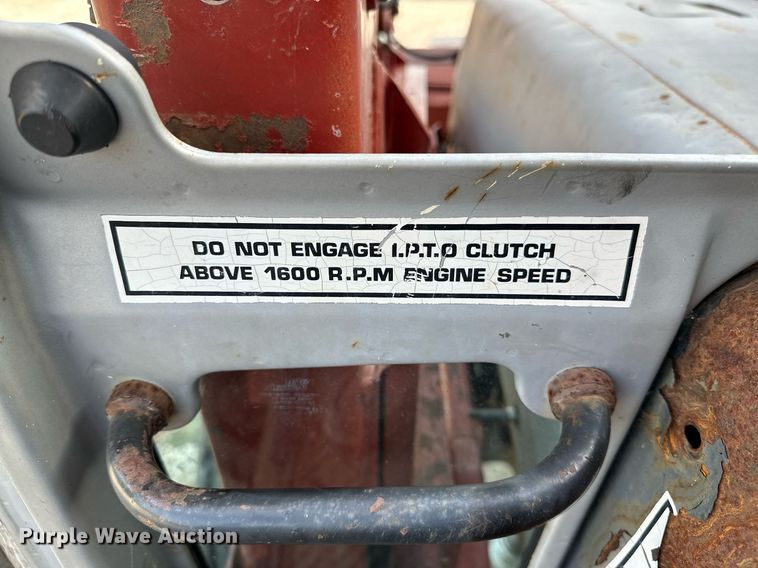 DO NOT ENGAGE I.P.T.O CLUTCH
ABOVE 1600 R.P.M ENGINE SPEED
Purple Wave Auction